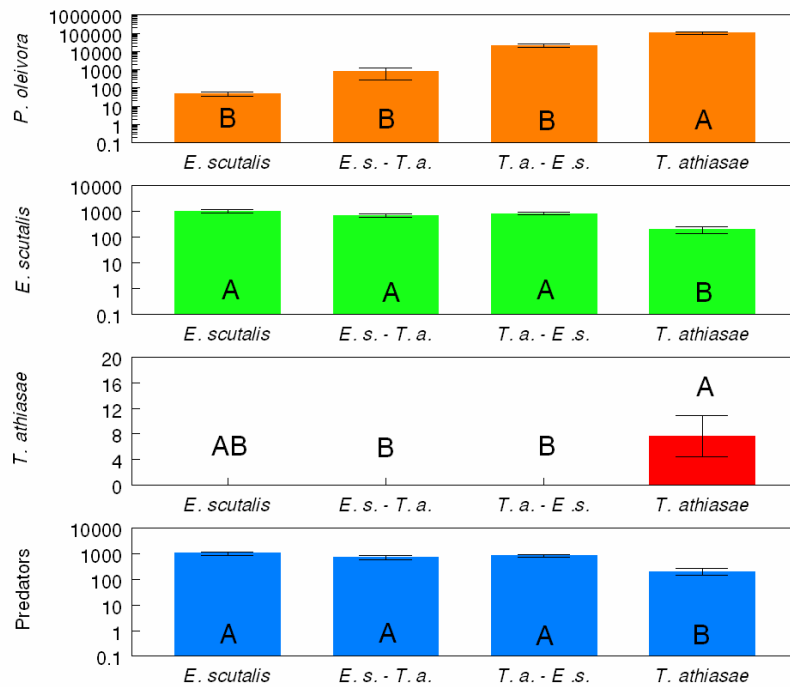 1000000
100000
10000
1000
100
10
1
0.1
P. oleivora
B B B A
E. scutalis E. s. - T. a. T. a. - E .s. T. athiasae
10000
1000
100
10
1
0.1
E. scutalis
A A A B
E. scutalis E. s. - T. a. T. a. - E .s. T. athiasae
20
16
12
8
4
0
T. athiasae
AB B B A
E. scutalis E. s. - T. a. T. a. - E .s. T. athiasae
10000
1000
100
10
1
0.1
Predators
A A A B
E. scutalis E. s. - T. a. T. a. - E .s. T. athiasae